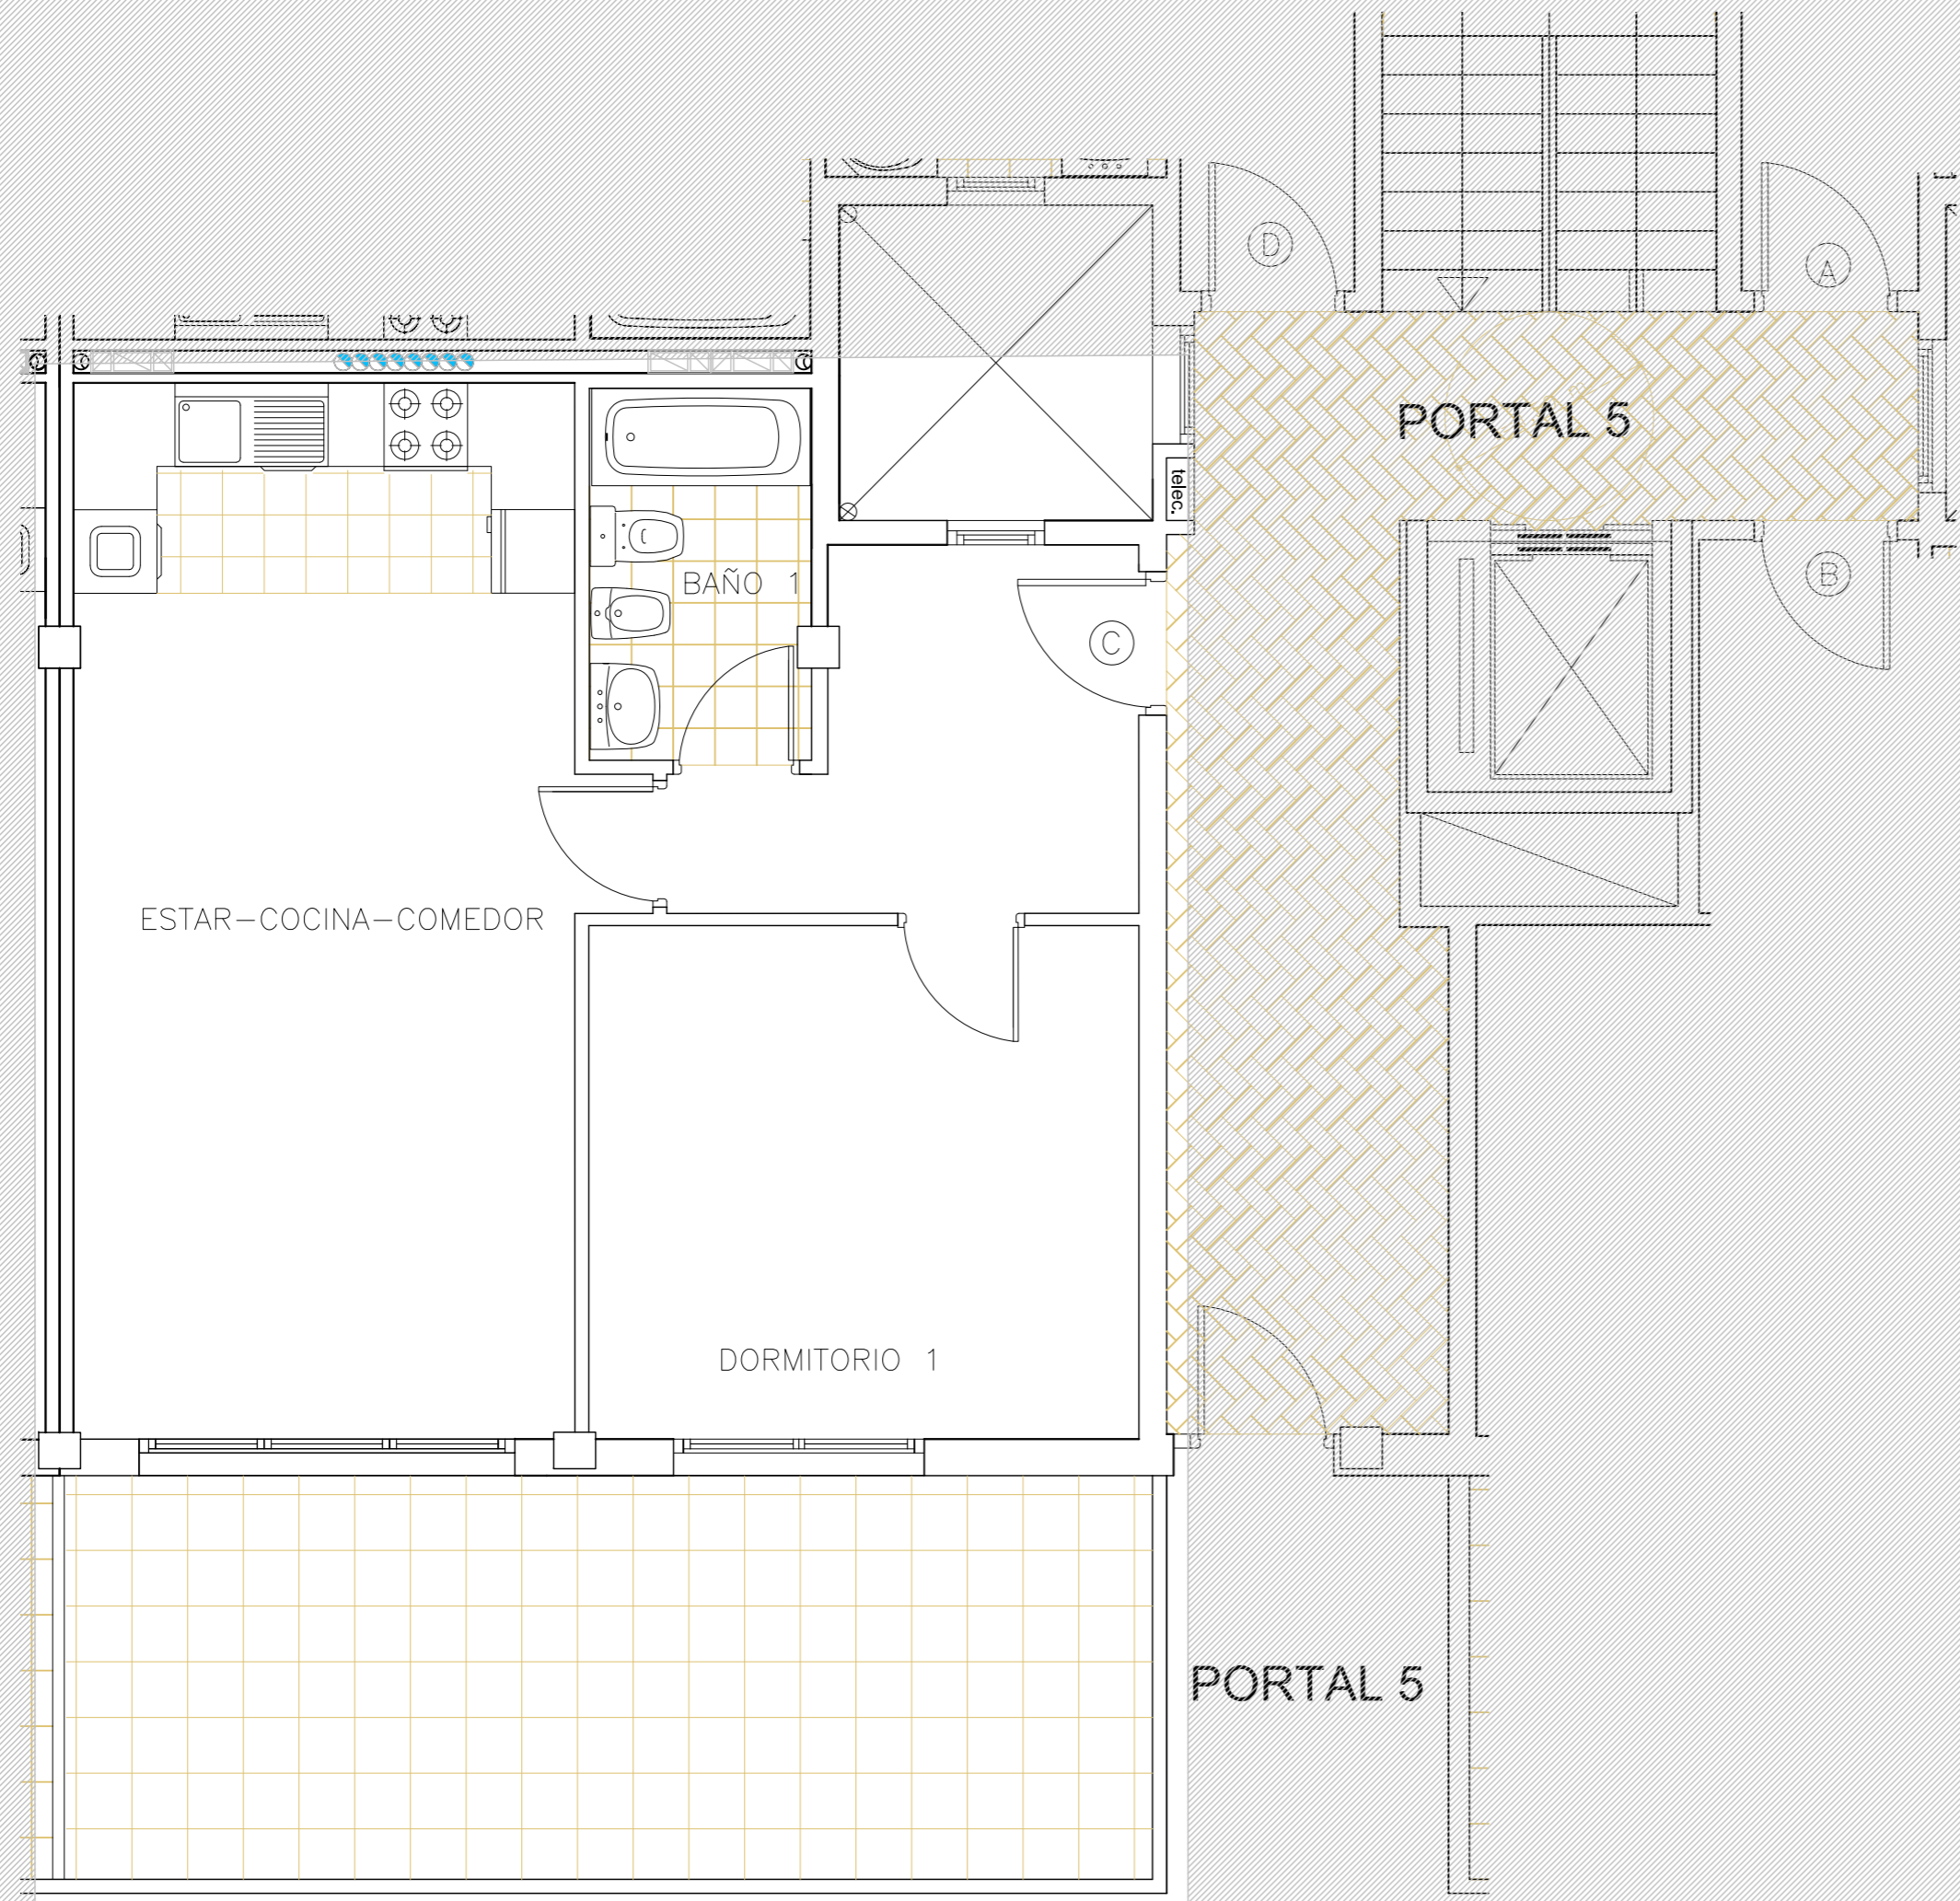 D
A
PORTAL 5
telec.
BAÑO 1
B
C
ESTAR-COCINA-COMEDOR
DORMITORIO 1
PORTAL 5